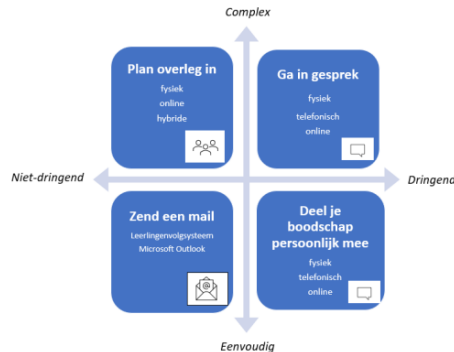 Complex
Plan overleg in
fysiek
online
hybride
Ga in gesprek
fysiek
telefonisch
online
Niet-dringend
Dringend
Zend een mail
Leerlingenvolgsysteem
Microsoft Outlook
@
Deel je
boodschap
persoonlijk mee
fysiek
telefonisch
online
Eenvoudig